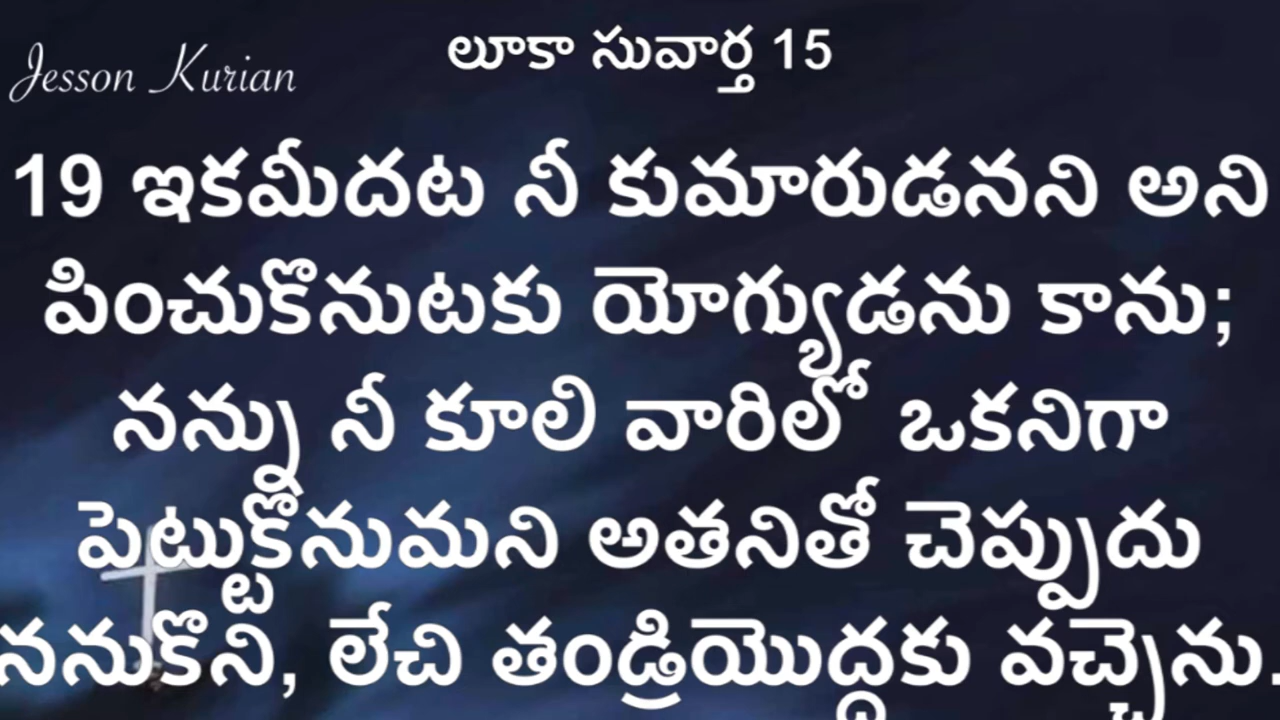 Jesson Kurian
లూకా సువార్త 15
19 ఇకమీదట నీ కుమారుడనని అని
పించుకొనుటకు యోగ్యుడను కాను;
నన్ను నీ కూలి వారిలో ఒకనిగా
పెట్టుకొనుమని అతనితో చెప్పుదు
ననుకొని, లేచి తండ్రియొద్దకు వచ్చెను.